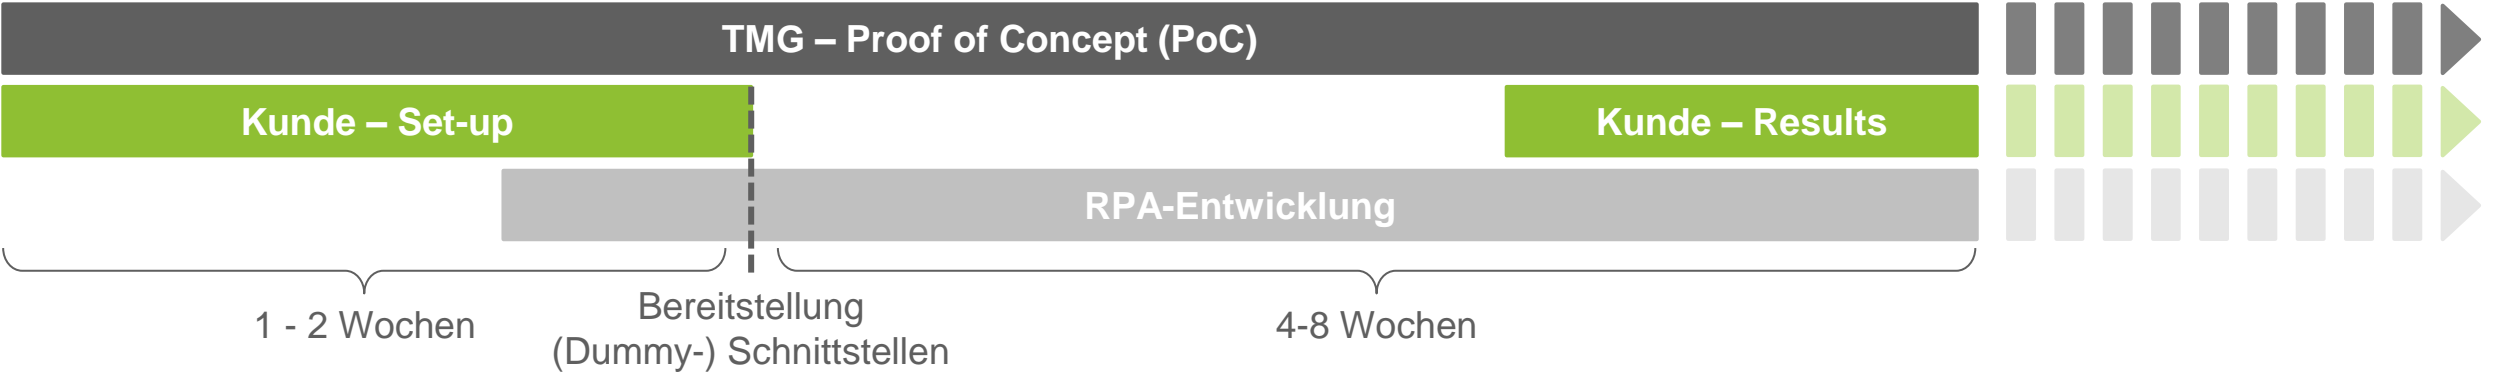 TMG – Proof of Concept (PoC)
Kunde – Set-up
Kunde – Results
RPA-Entwicklung
1 - 2 Wochen
Bereitstellung
(Dummy-) Schnittstellen
4-8 Wochen